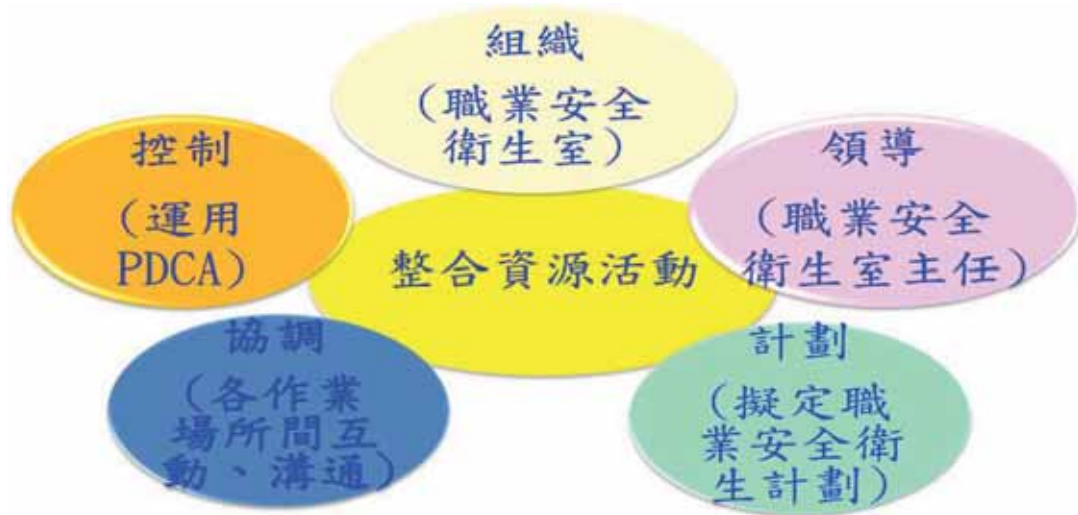 組織
（職業安全
衛生室）
控制
（運用
PDCA）
領導
（職業安全
衛生室主任）
整合資源活動
協調
（各作業
場所間互
動、溝通）
計劃
（擬定職
業安全衛
生計劃）